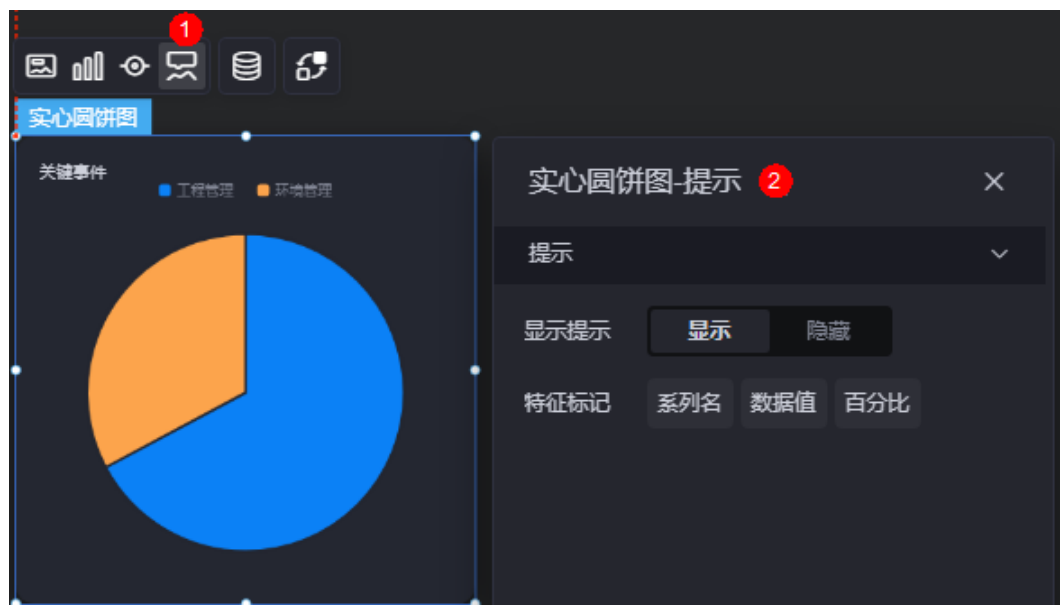 1
实心圆饼图
关键事件
工程管理 环境管理
实心圆饼图-提示 2
提示
显示提示 显示 隐藏
特征标记 系列名 数据值 百分比